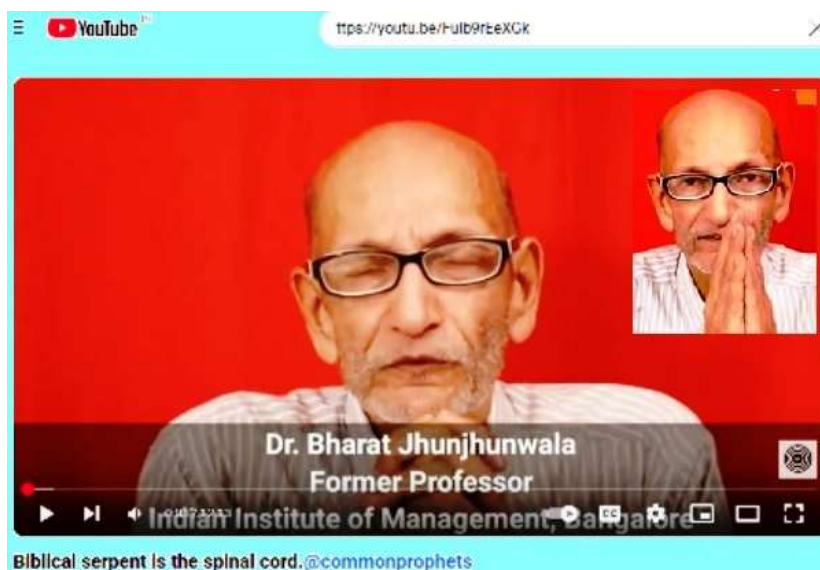 YouTube
ttps://youtu.be/
Dr. Bharat Jhunjhunwala
Former Professor
Indian Institute of Management, Bangalore
Biblical serpent is the spinal cord.@commonprophets